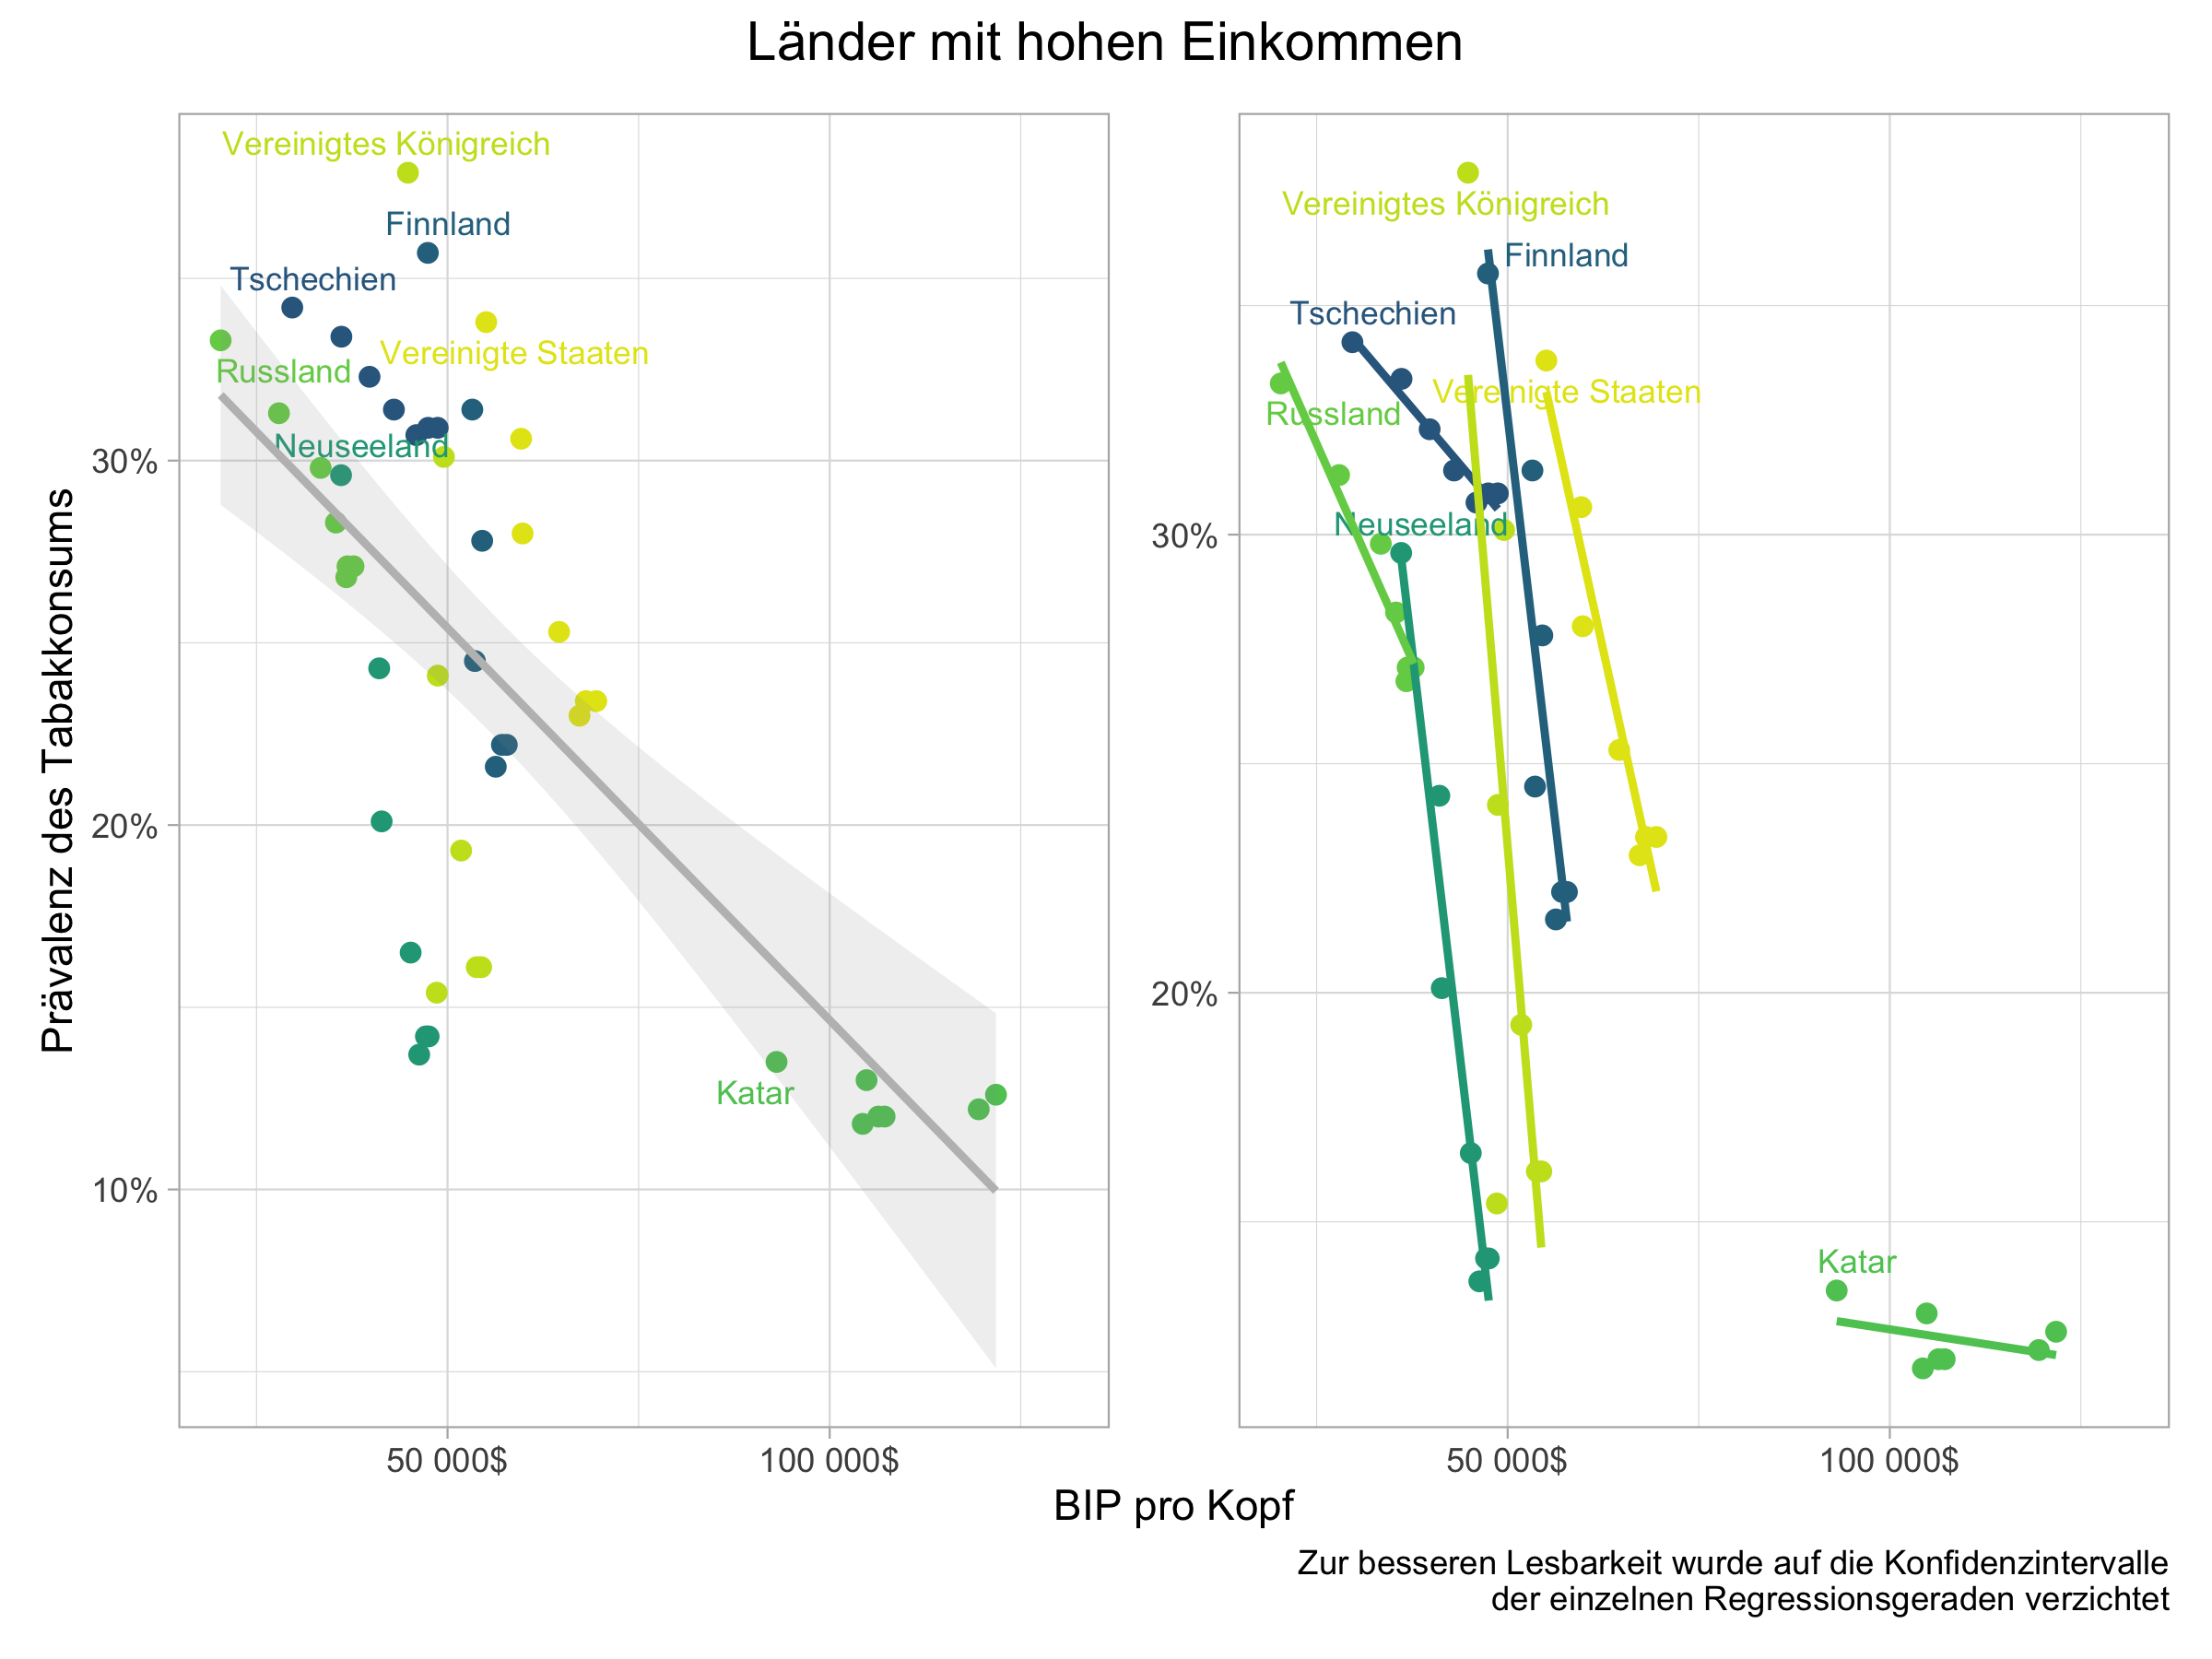 Länder mit hohen Einkommen
Prävalenz des Tabakkonsums
30%
20%
10%
Vereinigtes Königreich
Finnland
Tschechien
Vereinigte Staaten
Russland
Neuseeland
Katar
50 000$
100 000$
30%
20%
Vereinigtes Königreich
Finnland
Tschechien
Vereinigte Staaten
Russland
Neuseeland
Katar
50 000$
100 000$
BIP pro Kopf
Zur besseren Lesbarkeit wurde auf die Konfidenzintervalle
der einzelnen Regressionsgeraden verzichtet